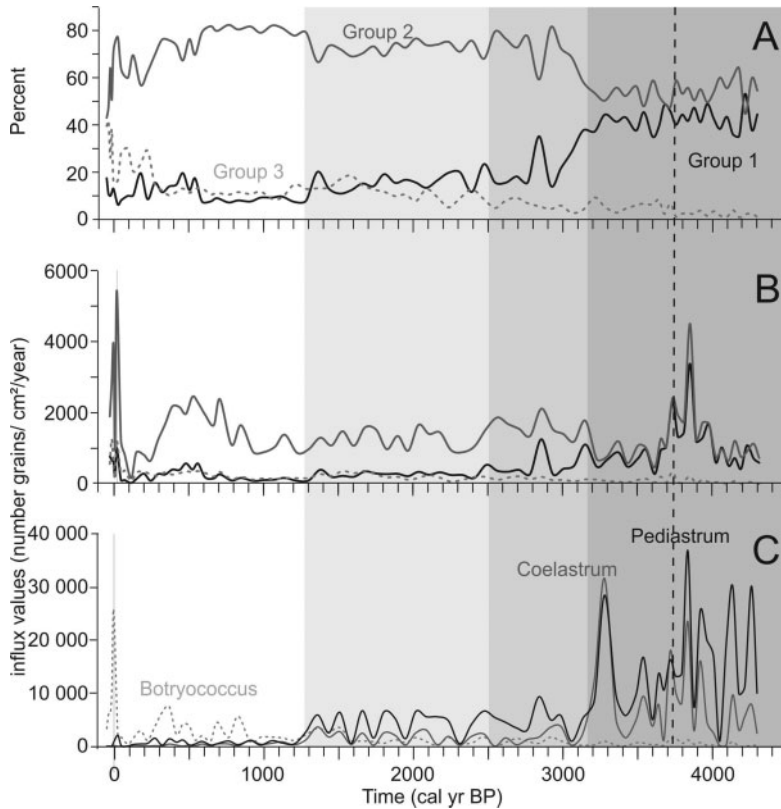 A
Percent
80
60
40
20
0
Group 2
Group 3
Group 1
B
6000
4000
2000
0
influx values (number grains/ cm²/year)
C
40 000
30 000
20 000
10 000
0
Pediastrum
Coelastrum
Botryococcus
0
1000
2000
3000
4000
Time (cal yr BP)